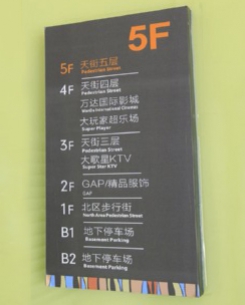 5F
5F 天街五层
Pedestrian Street
4F 天街四层
Pedestrian Street
万达国际影城
Wanda International Cinemas
大玩家超乐场
Super Player
3F 天街三层
Pedestrian Street
大歌星KTV
Super Star KTV
2F GAP/精品服饰
GAP
1F 北区步行街
North Area Pedestrian Street
B1 地下停车场
Basement Parking
B2 地下停车场
Basement Parking